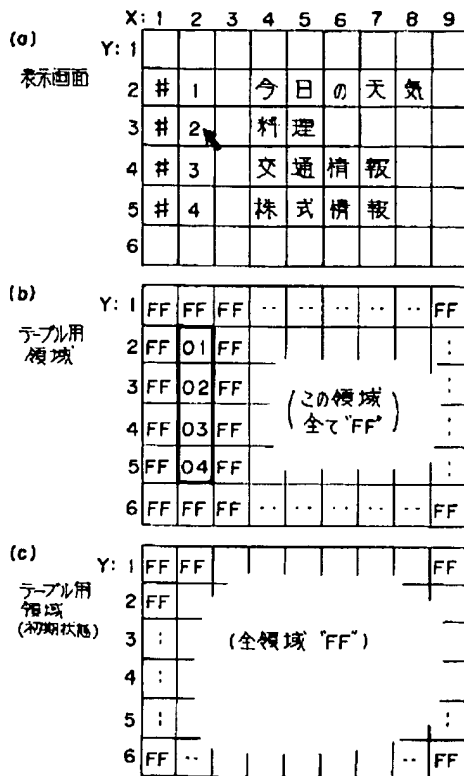 X: 1 2 3 4 5 6 7 8 9
(a)
表示画面
Y: 1
2 # 1 今日の天気
3 # 2 料理
4 # 3 交通情報
5 # 4 株式情報
6
(b)
テーブル用
領域
Y: 1 FF FF FF ‥ ‥ ‥ ‥ ‥ FF
2 FF 01 FF :
3 FF 02 FF :
4 FF 03 FF :
5 FF 04 FF :
(この領域
全て"FF")
6 FF FF FF ‥ ‥ ‥ ‥ ‥ FF
(c)
テーブル用
領域
(初期状態)
Y: 1 FF FF FF
2 FF
3 : (全領域 "FF") :
4 : :
5 : :
6 FF ‥ ‥ FF